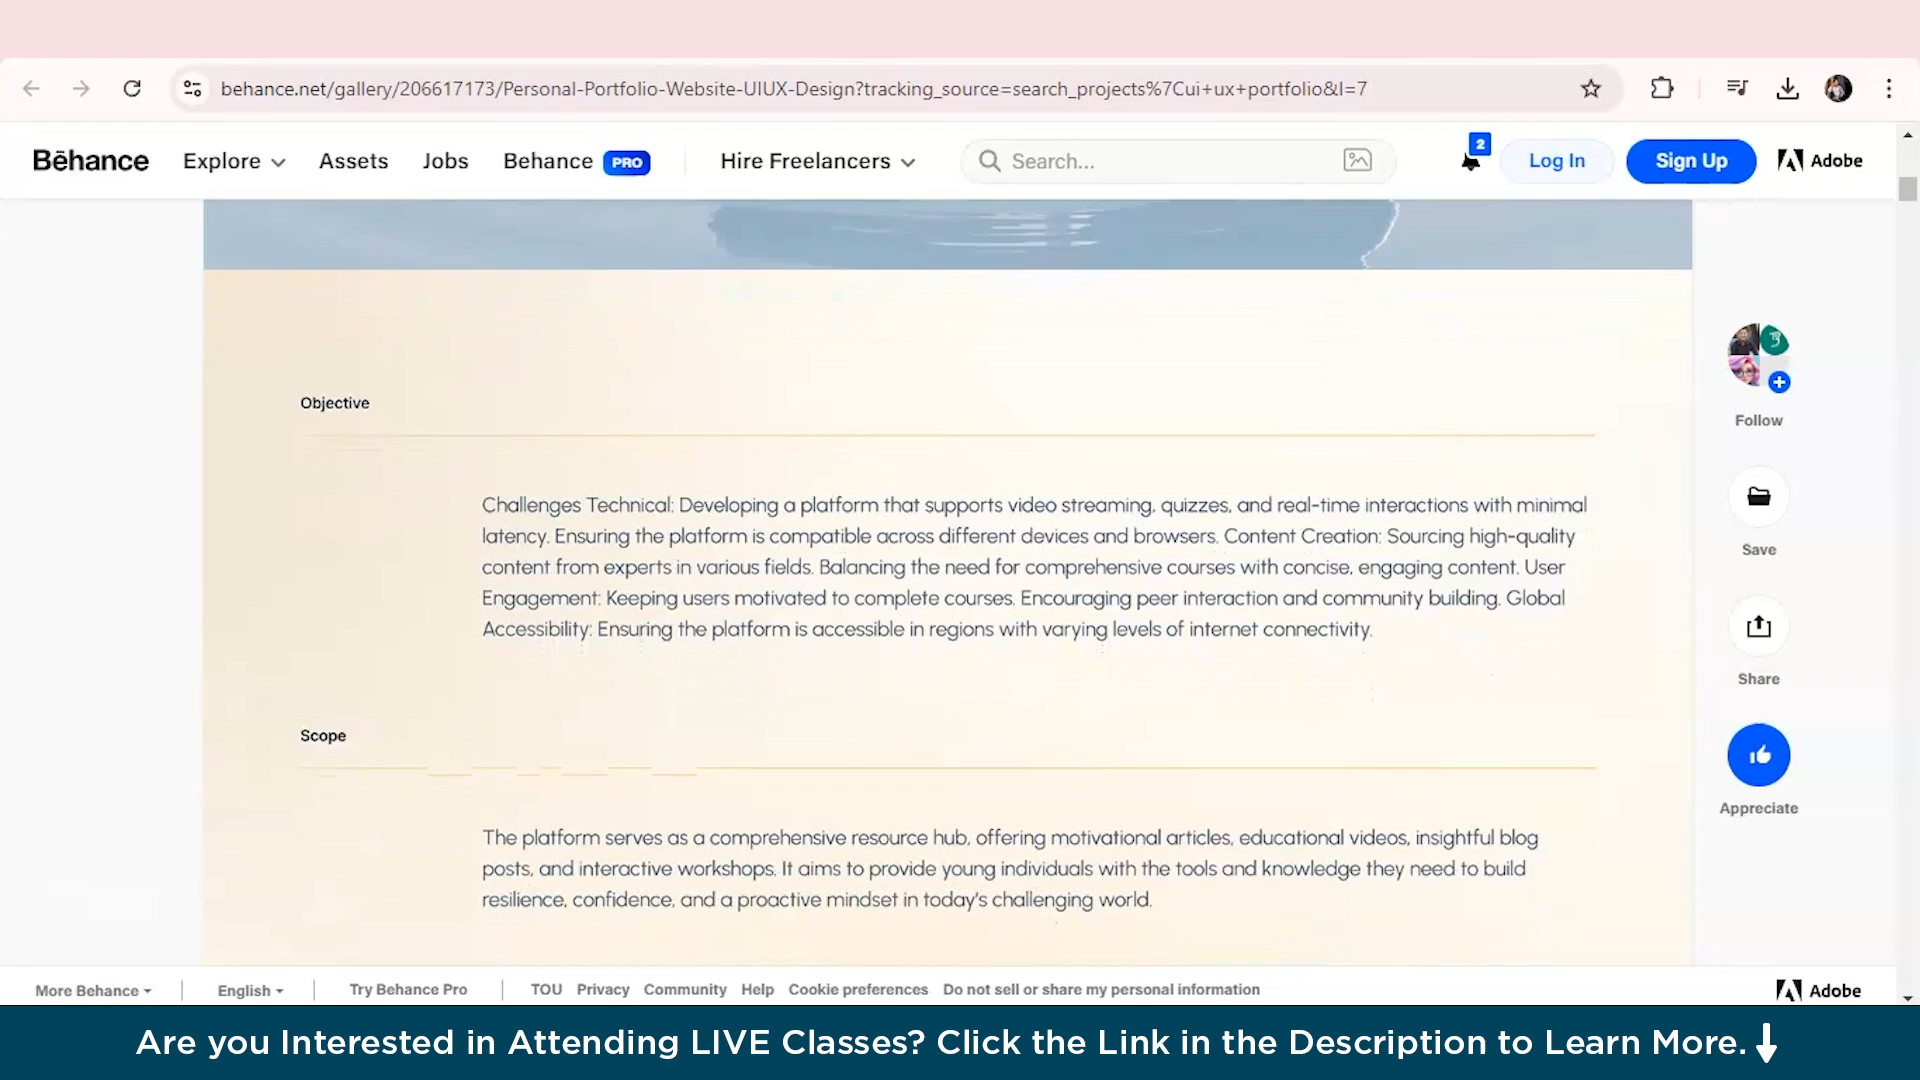 behance.net/gallery/206617173/Personal-Portfolio-Website-UIUX-Design?tracking_source=search_projects%7Cui+ux+portfolio&l=7
Bēhance Explore Assets Jobs Behance PRO Hire Freelancers Search... 2 Log In Sign Up Adobe
Objective
Challenges Technical: Developing a platform that supports video streaming, quizzes, and real-time interactions with minimal
latency. Ensuring the platform is compatible across different devices and browsers. Content Creation: Sourcing high-quality
content from experts in various fields. Balancing the need for comprehensive courses with concise, engaging content. User
Engagement: Keeping users motivated to complete courses. Encouraging peer interaction and community building. Global
Accessibility: Ensuring the platform is accessible in regions with varying levels of internet connectivity.
Follow
Save
Share
Appreciate
Scope
The platform serves as a comprehensive resource hub, offering motivational articles, educational videos, insightful blog
posts, and interactive workshops. It aims to provide young individuals with the tools and knowledge they need to build
resilience, confidence, and a proactive mindset in today's challenging world.
More Behance English Try Behance Pro TOU Privacy Community Help Cookie preferences Do not sell or share my personal information Adobe
Are you Interested in Attending LIVE Classes? Click the Link in the Description to Learn More.